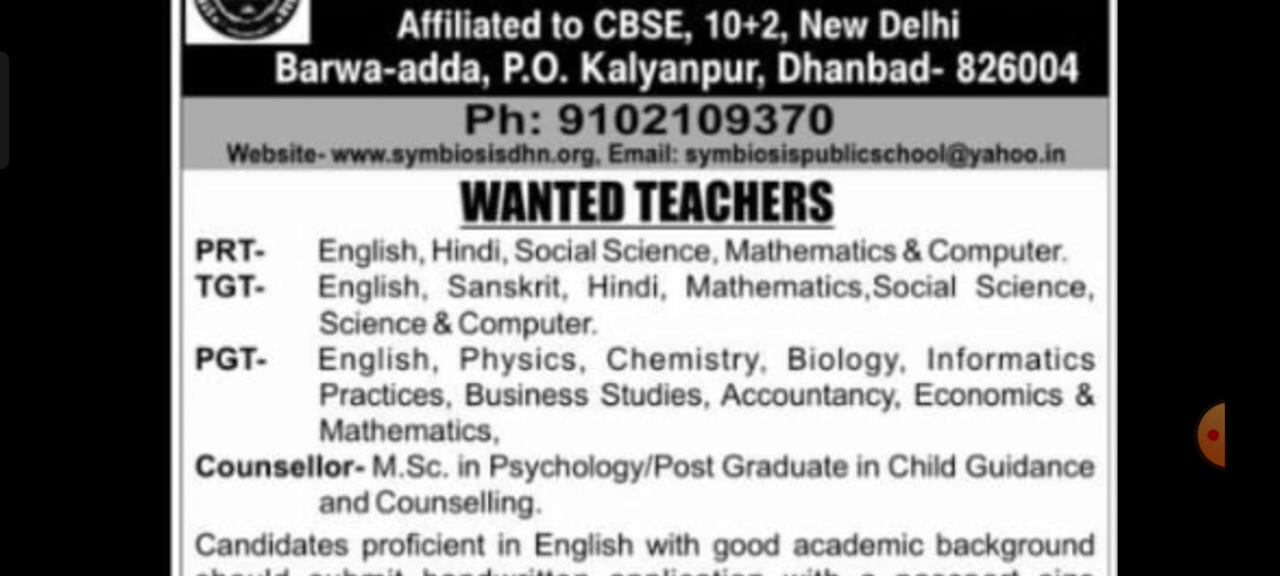 Affiliated to CBSE, 10+2, New Delhi
Barwa-adda, P.O. Kalyanpur, Dhanbad- 826004
Ph: 9102109370
Website- www.symbiosisdhn.org, Email: symbiosispublicschool@yahoo.in
WANTED TEACHERS
PRT- English, Hindi, Social Science, Mathematics & Computer.
TGT- English, Sanskrit, Hindi, Mathematics,Social Science,
Science & Computer.
PGT- English, Physics, Chemistry, Biology, Informatics
Practices, Business Studies, Accountancy, Economics &
Mathematics,
Counsellor- M.Sc. in Psychology/Post Graduate in Child Guidance
and Counselling.
Candidates proficient in English with good academic background